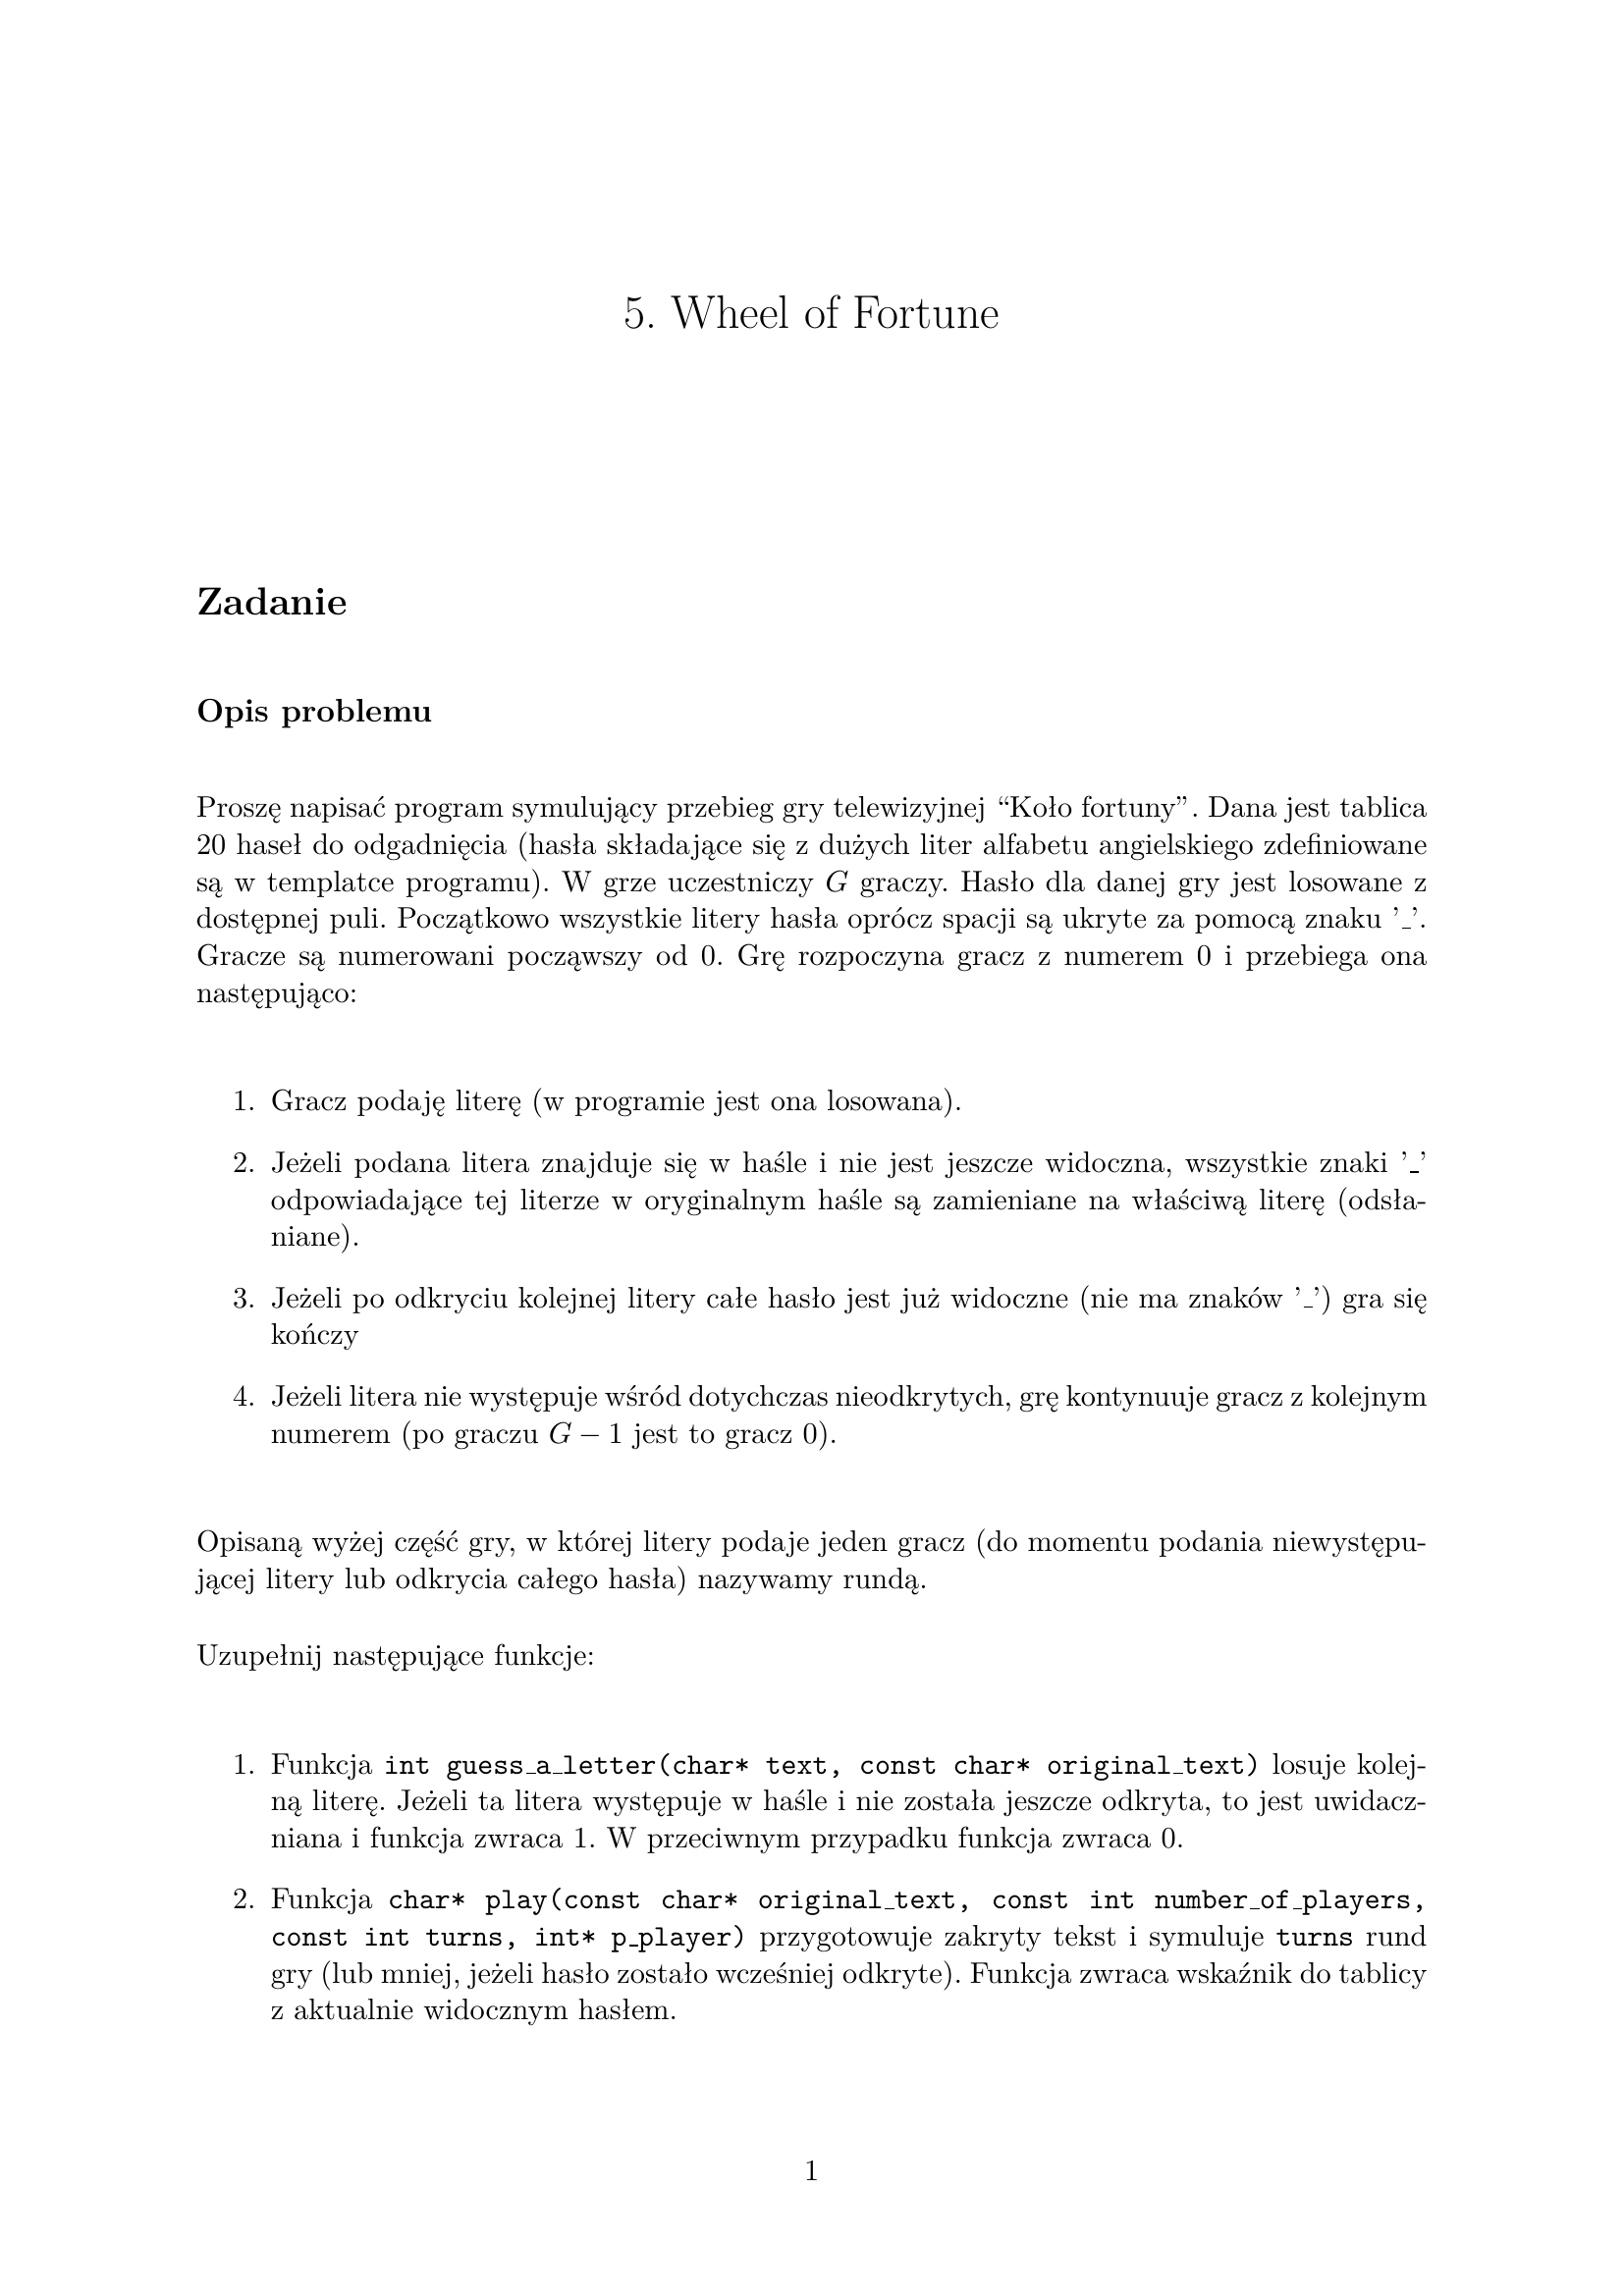 5. Wheel of Fortune
Zadanie
Opis problemu
Proszę napisać program symulujący przebieg gry telewizyjnej “Koło fortuny”. Dana jest tablica
20 haseł do odgadnięcia (hasła składające się z dużych liter alfabetu angielskiego zdefiniowane
są w templatce programu). W grze uczestniczy G graczy. Hasło dla danej gry jest losowane z
dostępnej puli. Początkowo wszystkie litery hasła oprócz spacji są ukryte za pomocą znaku ’_’.
Gracze są numerowani począwszy od 0. Grę rozpoczyna gracz z numerem 0 i przebiega ona
następująco:
1. Gracz podaję literę (w programie jest ona losowana).
2. Jeżeli podana litera znajduje się w haśle i nie jest jeszcze widoczna, wszystkie znaki ’_’
odpowiadające tej literze w oryginalnym haśle są zamieniane na właściwą literę (odsła-
niane).
3. Jeżeli po odkryciu kolejnej litery całe hasło jest już widoczne (nie ma znaków ’_’) gra się
kończy
4. Jeżeli litera nie występuje wśród dotychczas nieodkrytych, grę kontynuuje gracz z kolejnym
numerem (po graczu G − 1 jest to gracz 0).
Opisaną wyżej część gry, w której litery podaje jeden gracz (do momentu podania niewystępu-
jącej litery lub odkrycia całego hasła) nazywamy rundą.
Uzupełnij następujące funkcje:
1. Funkcja int guess_a_letter(char* text, const char* original_text) losuje kolej-
ną literę. Jeżeli ta litera występuje w haśle i nie została jeszcze odkryta, to jest uwidacz-
niana i funkcja zwraca 1. W przeciwnym przypadku funkcja zwraca 0.
2. Funkcja char* play(const char* original_text, const int number_of_players,
const int turns, int* p_player) przygotowuje zakryty tekst i symuluje turns rund
gry (lub mniej, jeżeli hasło zostało wcześniej odkryte). Funkcja zwraca wskaźnik do tablicy
z aktualnie widocznym hasłem.
1